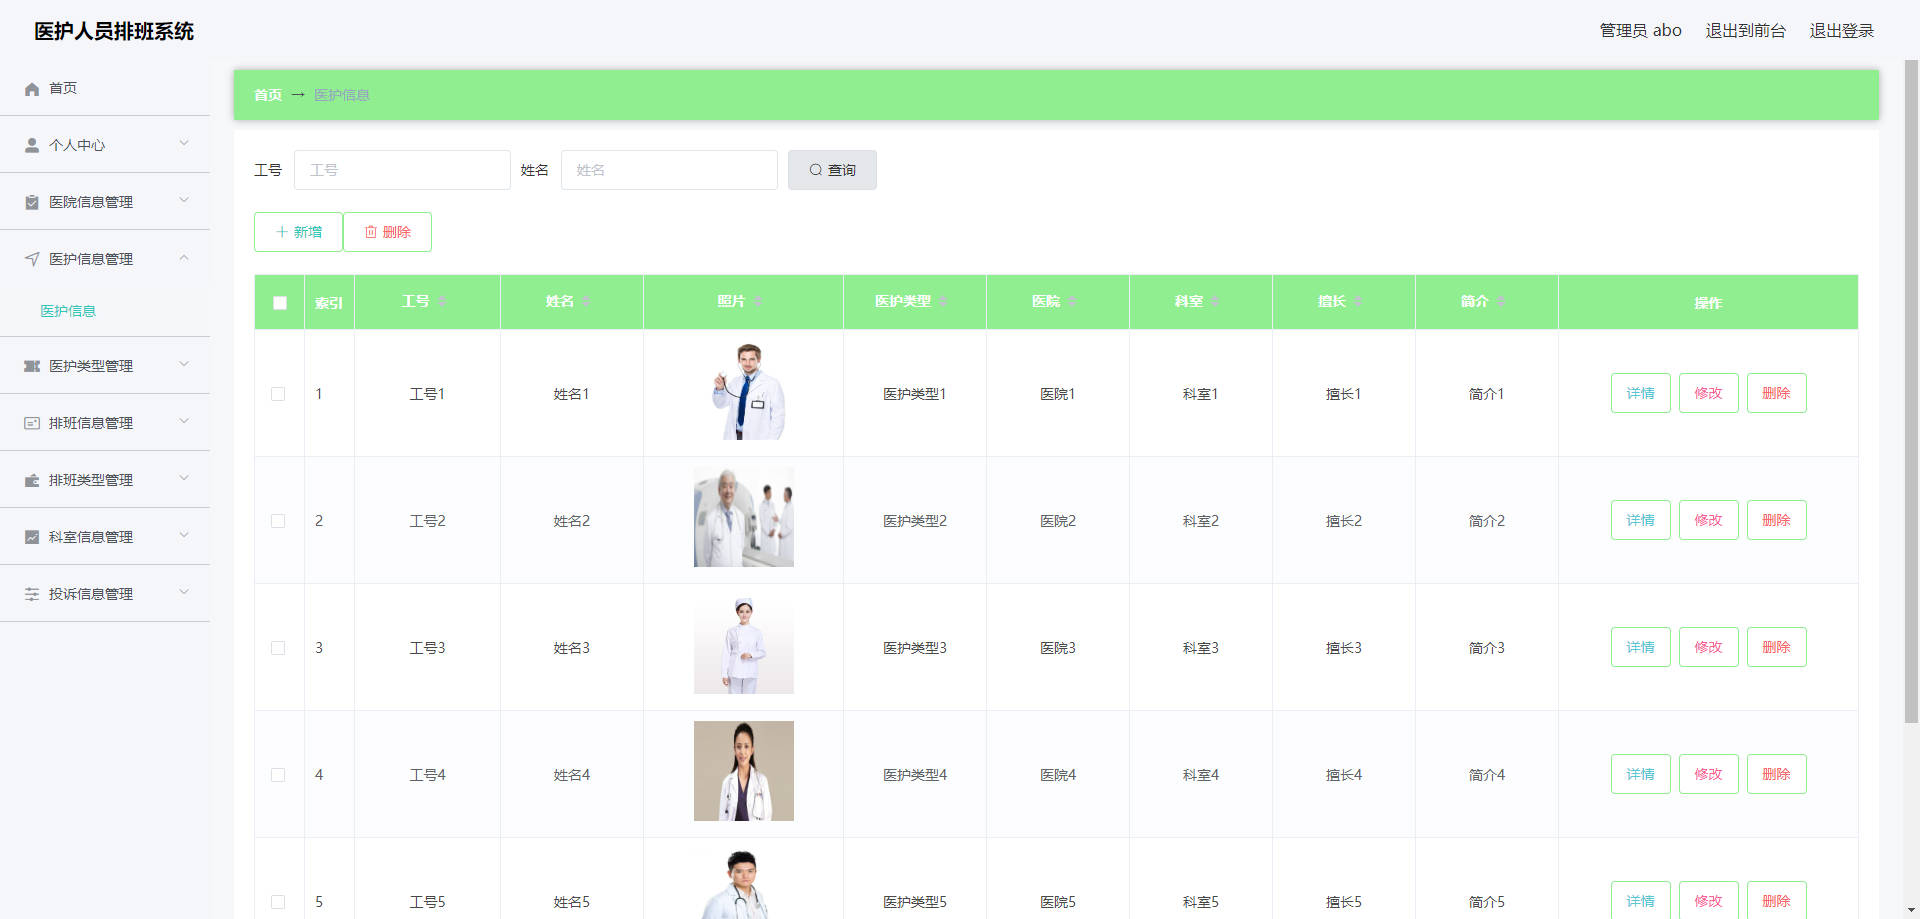 医护人员排班系统
管理员 abo 退出到前台 退出登录
首页
个人中心
医院信息管理
医护信息管理
医护信息
医护类型管理
排班信息管理
排班类型管理
科室信息管理
投诉信息管理
首页 → 医护信息
工号 工号 姓名 姓名 查询
新增 删除
索引 工号 姓名 照片 医护类型 医院 科室 擅长 简介 操作
1 工号1 姓名1 医护类型1 医院1 科室1 擅长1 简介1 详情 修改 删除
2 工号2 姓名2 医护类型2 医院2 科室2 擅长2 简介2 详情 修改 删除
3 工号3 姓名3 医护类型3 医院3 科室3 擅长3 简介3 详情 修改 删除
4 工号4 姓名4 医护类型4 医院4 科室4 擅长4 简介4 详情 修改 删除
5 工号5 姓名5 医护类型5 医院5 科室5 擅长5 简介5 详情 修改 删除